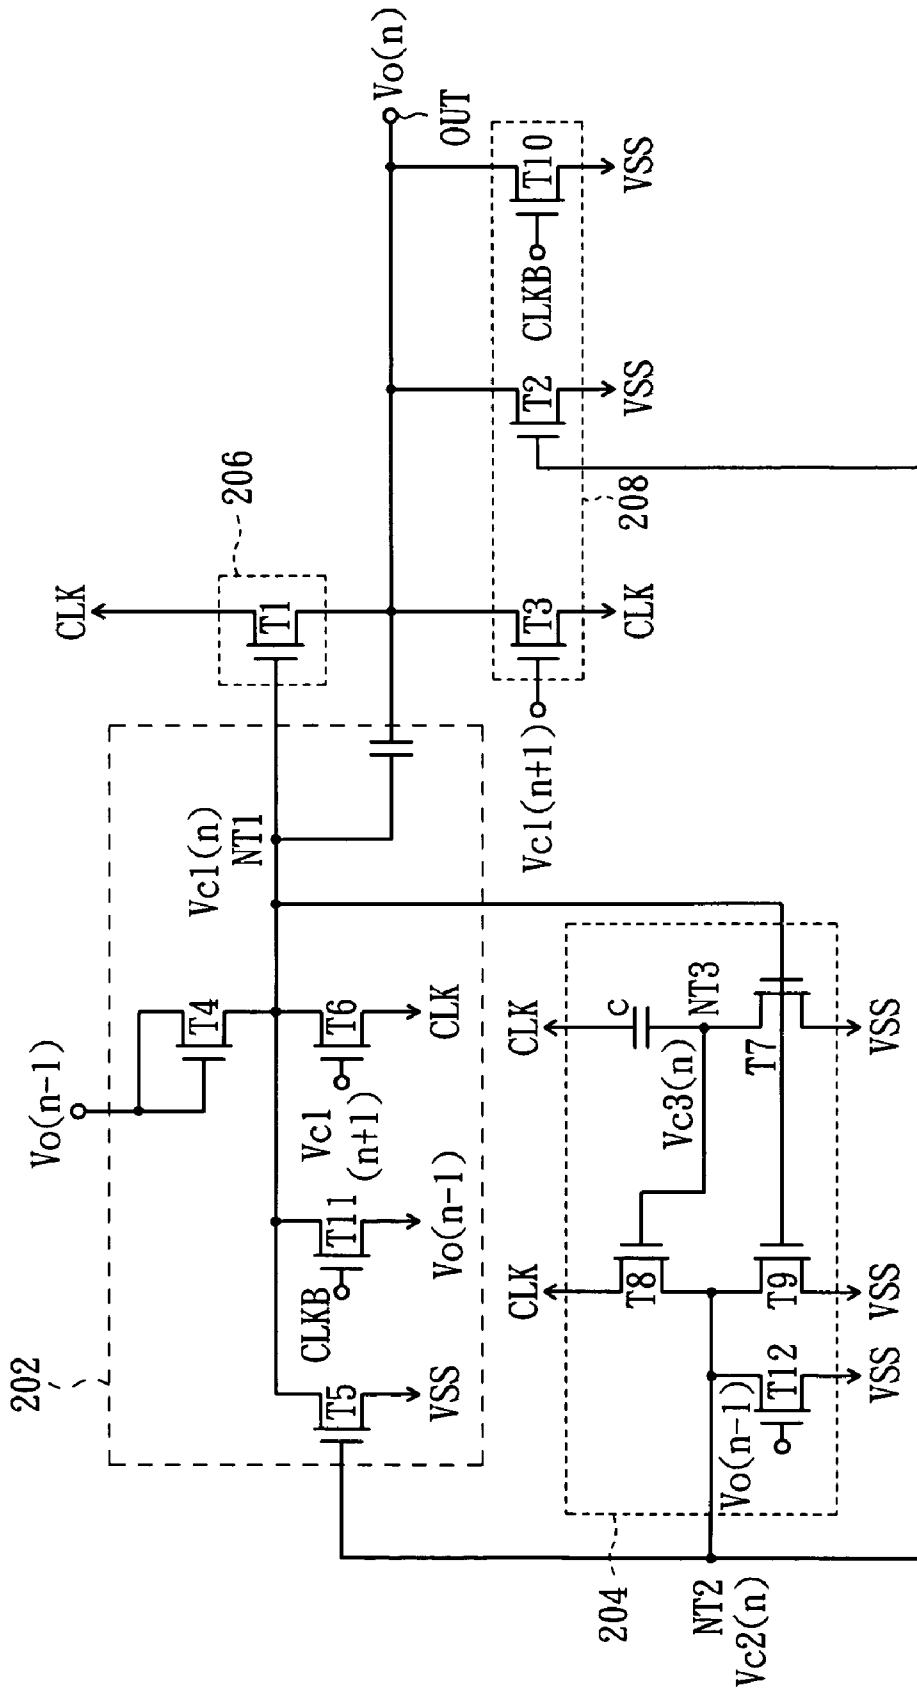 Vo(n-1)
202
T4
Vc1(n)
NT1
CLK
206
T1
Vo(n)
OUT
T5
VSS
CLKB
T11
Vo(n-1)
Vc1
(n+1)
T6
CLK
Vc1(n+1)
T3
CLK
208
T2
VSS
CLKB
T10
VSS
204
NT2
Vc2(n)
Vo(n-1)
T12
VSS
CLK
T8
T9
VSS
Vc3(n)
CLK
C
NT3
T7
VSS